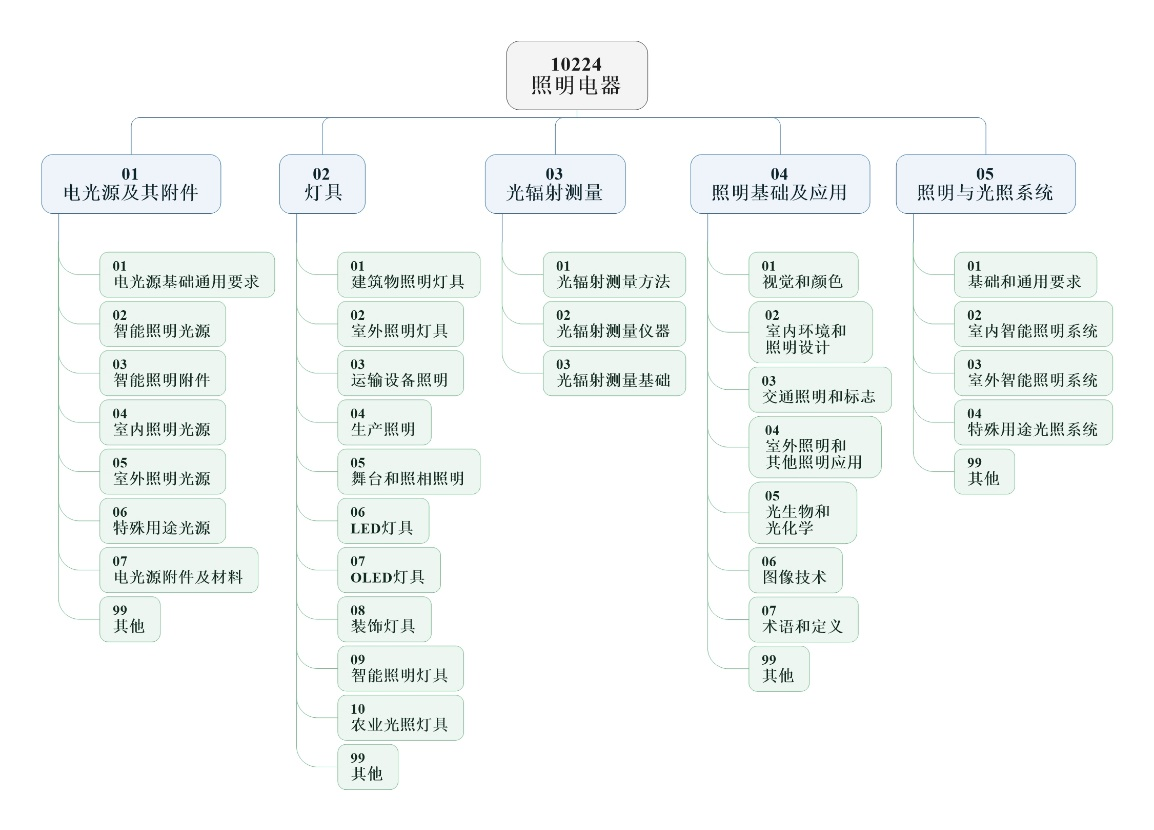 10224
照明电器
01
电光源及其附件
01
电光源基础通用要求
02
智能照明光源
03
智能照明附件
04
室内照明光源
05
室外照明光源
06
特殊用途光源
07
电光源附件及材料
99
其他
02
灯具
01
建筑物照明灯具
02
室外照明灯具
03
运输设备照明
04
生产照明
05
舞台和照相照明
06
LED灯具
07
OLED灯具
08
装饰灯具
09
智能照明灯具
10
农业光照灯具
99
其他
03
光辐射测量
01
光辐射测量方法
02
光辐射测量仪器
03
光辐射测量基础
04
照明基础及应用
01
视觉和颜色
02
室内环境和
照明设计
03
交通照明和标志
04
室外照明和
其他照明应用
05
光生物和
光化学
06
图像技术
07
术语和定义
99
其他
05
照明与光照系统
01
基础和通用要求
02
室内智能照明系统
03
室外智能照明系统
04
特殊用途光照系统
99
其他